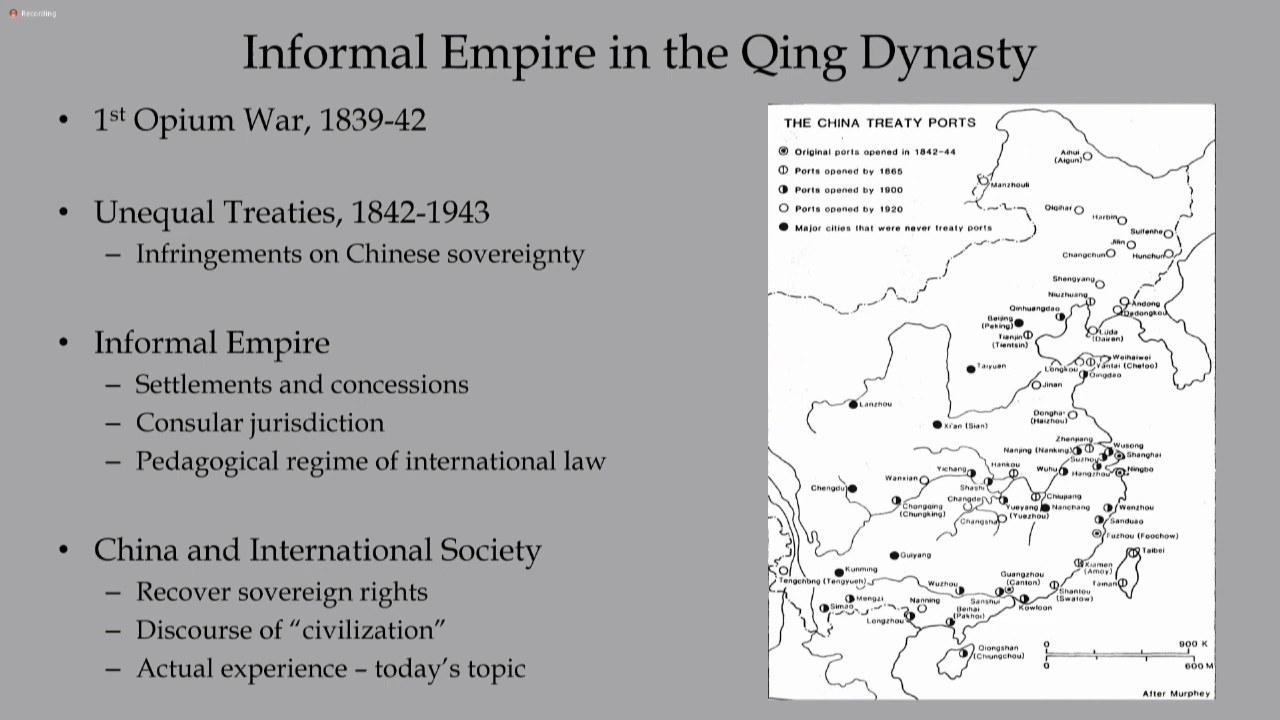 Recording
Informal Empire in the Qing Dynasty
• 1st Opium War, 1839-42
• Unequal Treaties, 1842-1943
– Infringements on Chinese sovereignty
• Informal Empire
– Settlements and concessions
– Consular jurisdiction
– Pedagogical regime of international law
• China and International Society
– Recover sovereign rights
– Discourse of "civilization"
– Actual experience – today's topic
THE CHINA TREATY PORTS
Original ports opened in 1842-44
Ports opened by 1865
Ports opened by 1900
Ports opened by 1920
Major cities that were never treaty ports
Aihui
(Aigun)
Manzhouli
Qiqihar
Harbin
Suifenhe
Jilin
Changchun
Hunchun
Shengyang
Niuzhuang
Andong
Dadongkou
Qinhuangdao
Beijing
(Peking)
Tianjin
(Tientsin)
Luda
(Dairen)
Weihaiwei
Yantai (Chefoo)
Longkou
Qingdao
Taiyuan
Jinan
Lanzhou
Donghai
(Haizhou)
Xi'an (Sian)
Zhenjiang
Nanjing (Nanking)
Wusong
Shanghai
Suzhou
Hangzhou
Ningbo
Wuhu
Hankou
Yichang
Shashi
Wanxian
Chengdu
Chongqing
(Chungking)
Changde
Yueyang
(Yuezhou)
Changsha
Chiupang
Nanchang
Wenzhou
Sanduao
Fuzhou (Foochow)
Guiyang
Taibei
Xiamen
(Amoy)
Tainan
Kunming
Tengchong (Tengyueh)
Guangzhou
(Canton)
Shantou
(Swatow)
Wuzhou
Sanshui
Kowloon
Mengzi
Simao
Nanning
Longzhou
Beihai
(Pakhoi)
Qiongshan
(Chiungchou)
0 900 K
0 600 M
After Murphey